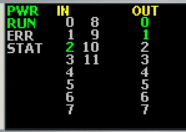 PWR IN OUT
RUN 0 8 0
ERR 1 9 1
STAT 2 10 2
3 11 3
4 4
5 5
6 6
7 7